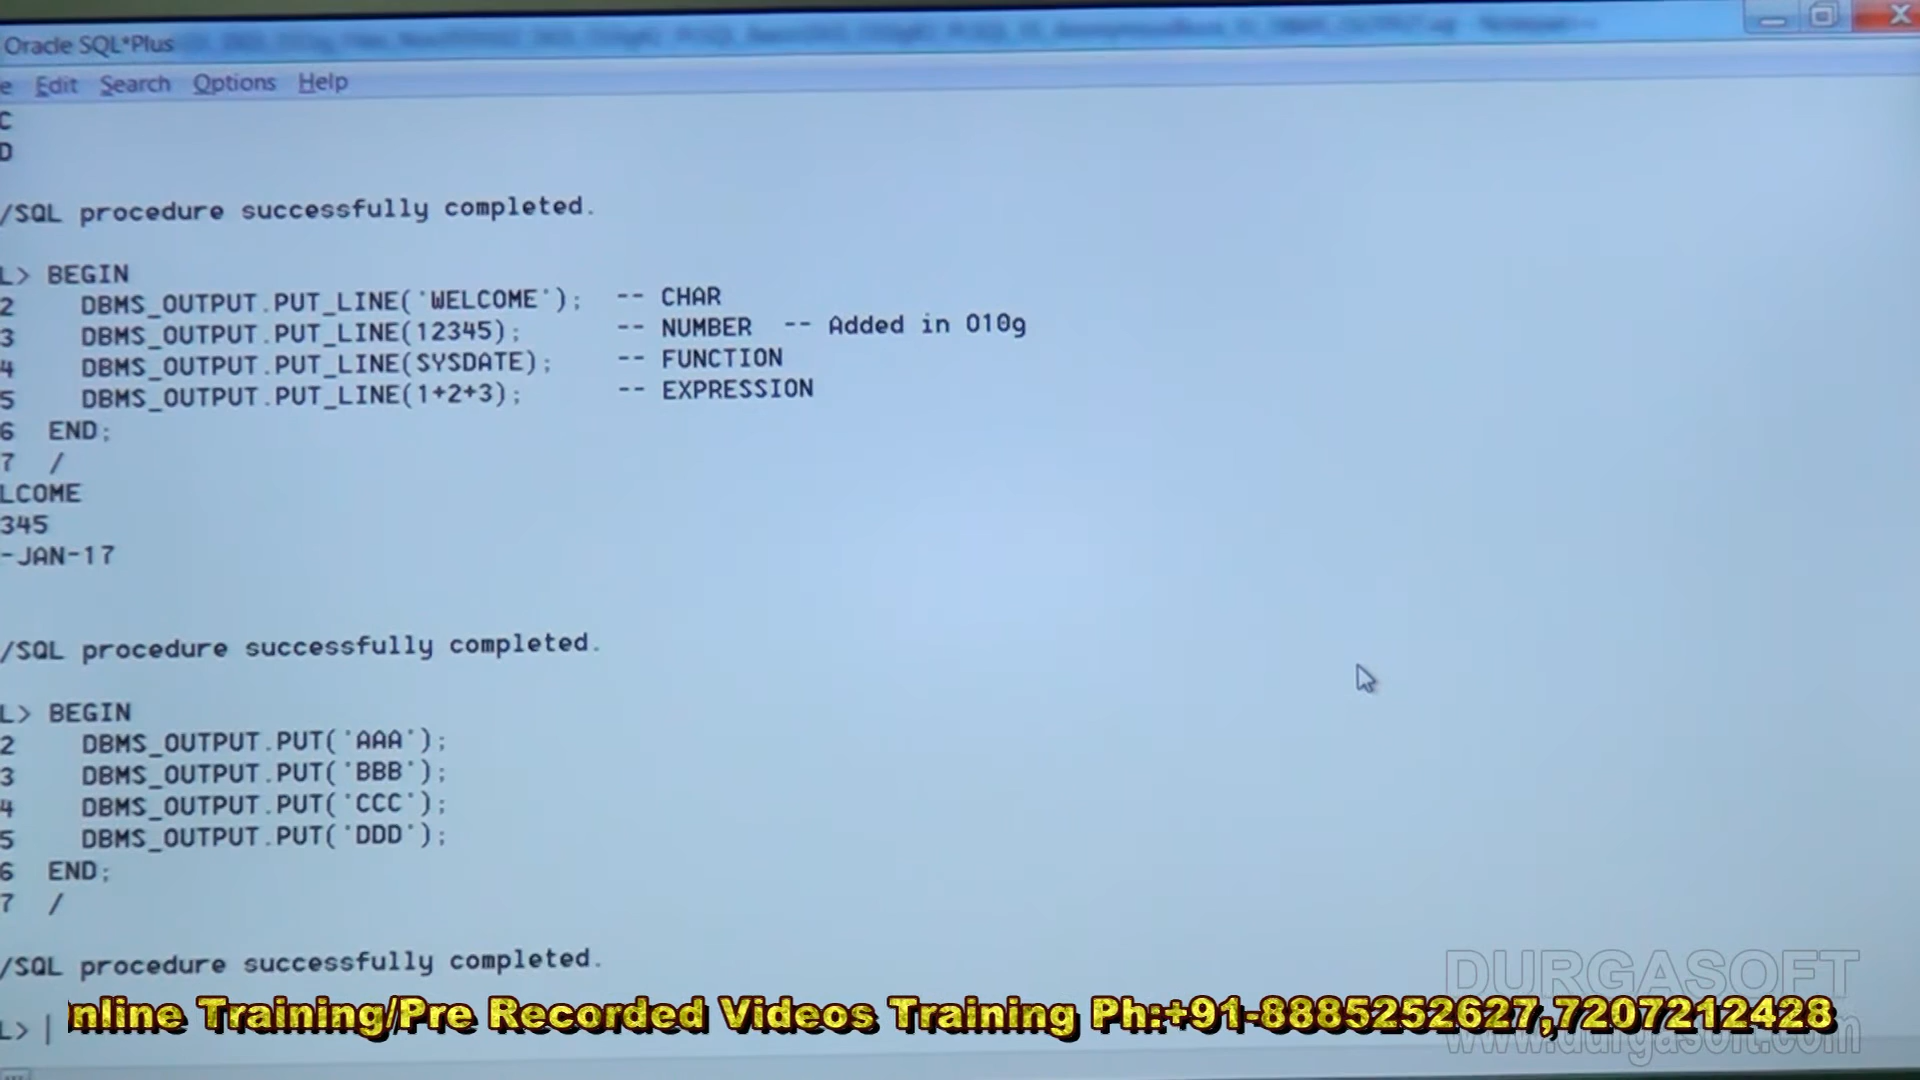 Oracle SQL*Plus
e Edit Search Options Help
C
D
/SQL procedure successfully completed.
L> BEGIN
2 DBMS_OUTPUT.PUT_LINE('WELCOME'); -- CHAR
3 DBMS_OUTPUT.PUT_LINE(12345); -- NUMBER -- Added in O10g
4 DBMS_OUTPUT.PUT_LINE(SYSDATE); -- FUNCTION
5 DBMS_OUTPUT.PUT_LINE(1+2+3); -- EXPRESSION
6 END;
7 /
LCOME
345
-JAN-17
/SQL procedure successfully completed.
L> BEGIN
2 DBMS_OUTPUT.PUT('AAA');
3 DBMS_OUTPUT.PUT('BBB');
4 DBMS_OUTPUT.PUT('CCC');
5 DBMS_OUTPUT.PUT('DDD');
6 END;
7 /
/SQL procedure successfully completed.
DURGASOFT
nline Training/Pre Recorded Videos Training Ph:+91-8885252627,7207212428
L>
www.durgasoft.com